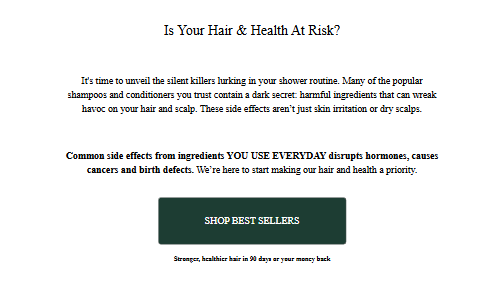 Is Your Hair & Health At Risk?
It's time to unveil the silent killers lurking in your shower routine. Many of the popular
shampoos and conditioners you trust contain a dark secret: harmful ingredients that can wreak
havoc on your hair and scalp. These side effects aren't just skin irritation or dry scalps.
Common side effects from ingredients YOU USE EVERYDAY disrupts hormones, causes
cancers and birth defects. We're here to start making our hair and health a priority.
SHOP BEST SELLERS
Stronger, healthier hair in 90 days or your money back